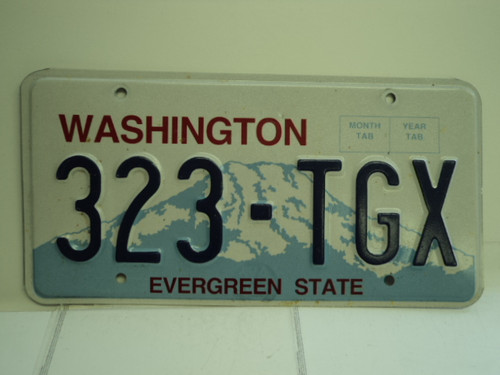 WASHINGTON
MONTH YEAR
TAB TAB
323-TGX
EVERGREEN STATE